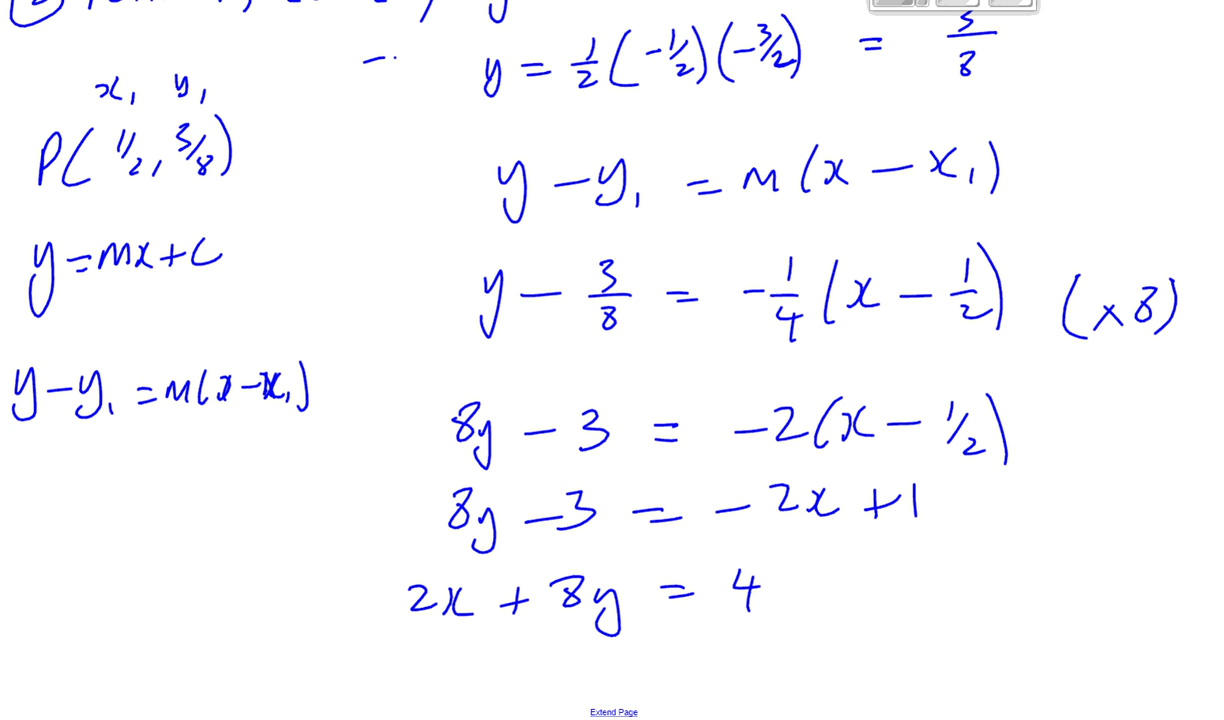 y = 1/2 (-1/2)(-3/2) = 3/8
x₁ y₁
P(1/2, 3/8)
y - y₁ = m(x - x₁)
y = mx + c
y - 3/8 = -1/4 (x - 1/2) (×8)
y - y₁ = m(x - x₁)
8y - 3 = -2(x - 1/2)
8y - 3 = -2x + 1
2x + 8y = 4
Extend Page